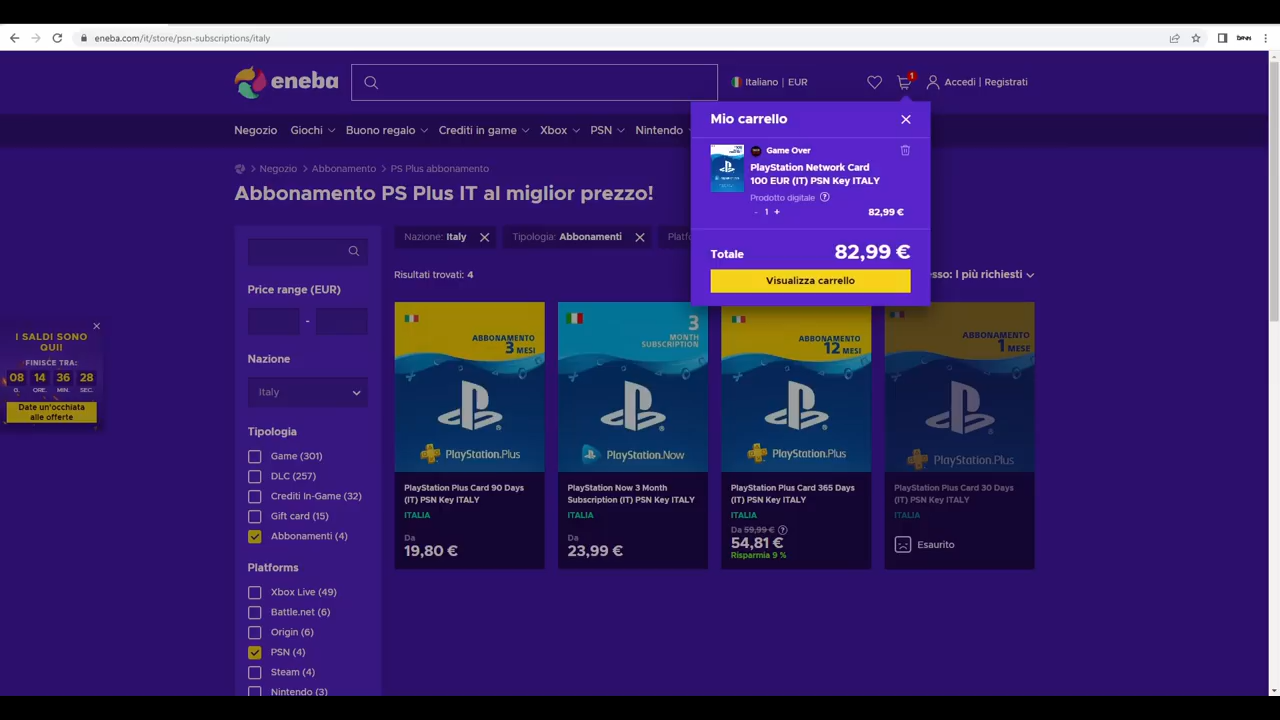 eneba.com/it/store/psn-subscriptions/italy
eneba
Italiano | EUR
1
Accedi | Registrati
Negozio
Giochi
Buono regalo
Crediti in game
Xbox
PSN
Nintendo
Mio carrello
Game Over
PlayStation Network Card
100 EUR (IT) PSN Key ITALY
Prodotto digitale ?
- 1 +
82,99 €
Totale
82,99 €
Visualizza carrello
Negozio > Abbonamento > PS Plus abbonamento
Abbonamento PS Plus IT al miglior prezzo!
Nazione: Italy
Tipologia: Abbonamenti
Platf
Risultati trovati: 4
sso: I più richiesti
Price range (EUR)
-
Nazione
Italy
Tipologia
Game (301)
DLC (257)
Crediti In-Game (32)
Gift card (15)
Abbonamenti (4)
Platforms
Xbox Live (49)
Battle.net (6)
Origin (6)
PSN (4)
Steam (4)
Nintendo (3)
I SALDI SONO
QUI!
FINISCE TRA:
08 14 36 28
G. ORE. MIN. SEC.
Date un'occhiata
alle offerte
ABBONAMENTO
3 MESI
PlayStation.Plus
PlayStation Plus Card 90 Days
(IT) PSN Key ITALY
ITALIA
Da
19,80 €
3
MONTH
SUBSCRIPTION
PlayStation.Now
PlayStation Now 3 Month
Subscription (IT) PSN Key ITALY
ITALIA
Da
23,99 €
ABBONAMENTO
12 MESI
PlayStation.Plus
PlayStation Plus Card 365 Days
(IT) PSN Key ITALY
ITALIA
Da 59,99 € ?
54,81 €
Risparmia 9 %
ABBONAMENTO
1 MESE
PlayStation.Plus
PlayStation Plus Card 30 Days
(IT) PSN Key ITALY
ITALIA
Esaurito